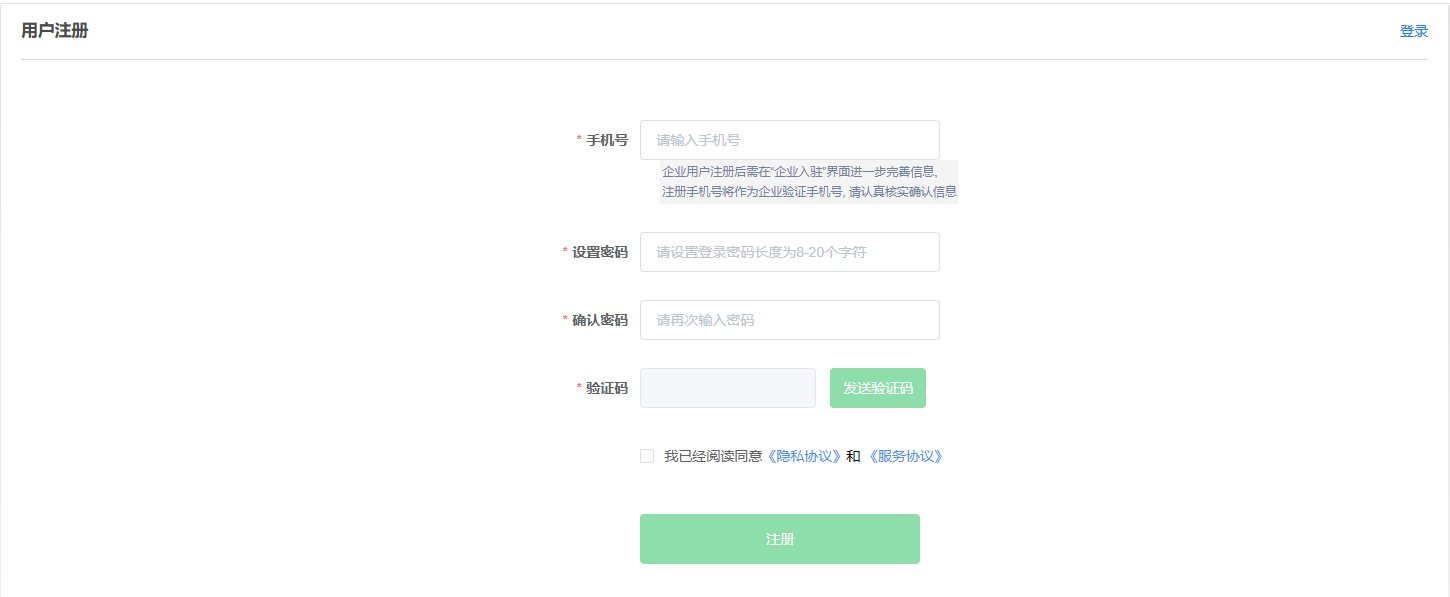 用户注册
登录
* 手机号 请输入手机号
企业用户注册后需在“企业入驻”界面进一步完善信息,
注册手机号将作为企业验证手机号, 请认真核实确认信息
* 设置密码 请设置登录密码长度为8-20个字符
* 确认密码 请再次输入密码
* 验证码 发送验证码
我已经阅读同意《隐私协议》和 《服务协议》
注册